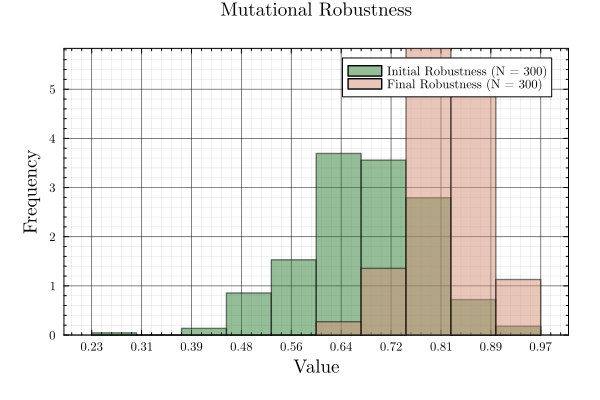 Mutational Robustness
Initial Robustness (N = 300)
Final Robustness (N = 300)
Frequency
5
4
3
2
1
0
0.23 0.31 0.39 0.48 0.56 0.64 0.72 0.81 0.89 0.97
Value